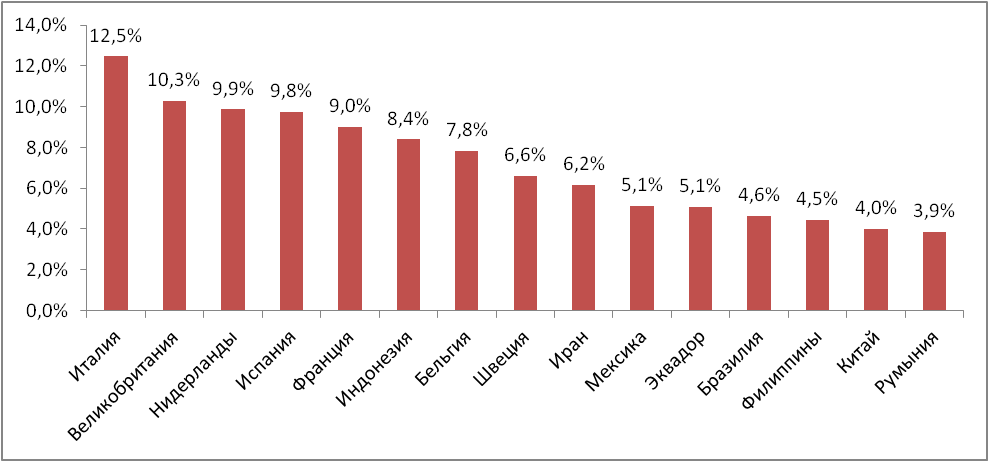 14,0%
12,0%
10,0%
8,0%
6,0%
4,0%
2,0%
0,0%
12,5%
10,3%
9,9%
9,8%
9,0%
8,4%
7,8%
6,6%
6,2%
5,1%
5,1%
4,6%
4,5%
4,0%
3,9%
Италия
Великобритания
Нидерланды
Испания
Франция
Индонезия
Бельгия
Швеция
Иран
Мексика
Эквадор
Бразилия
Филиппины
Китай
Румыния